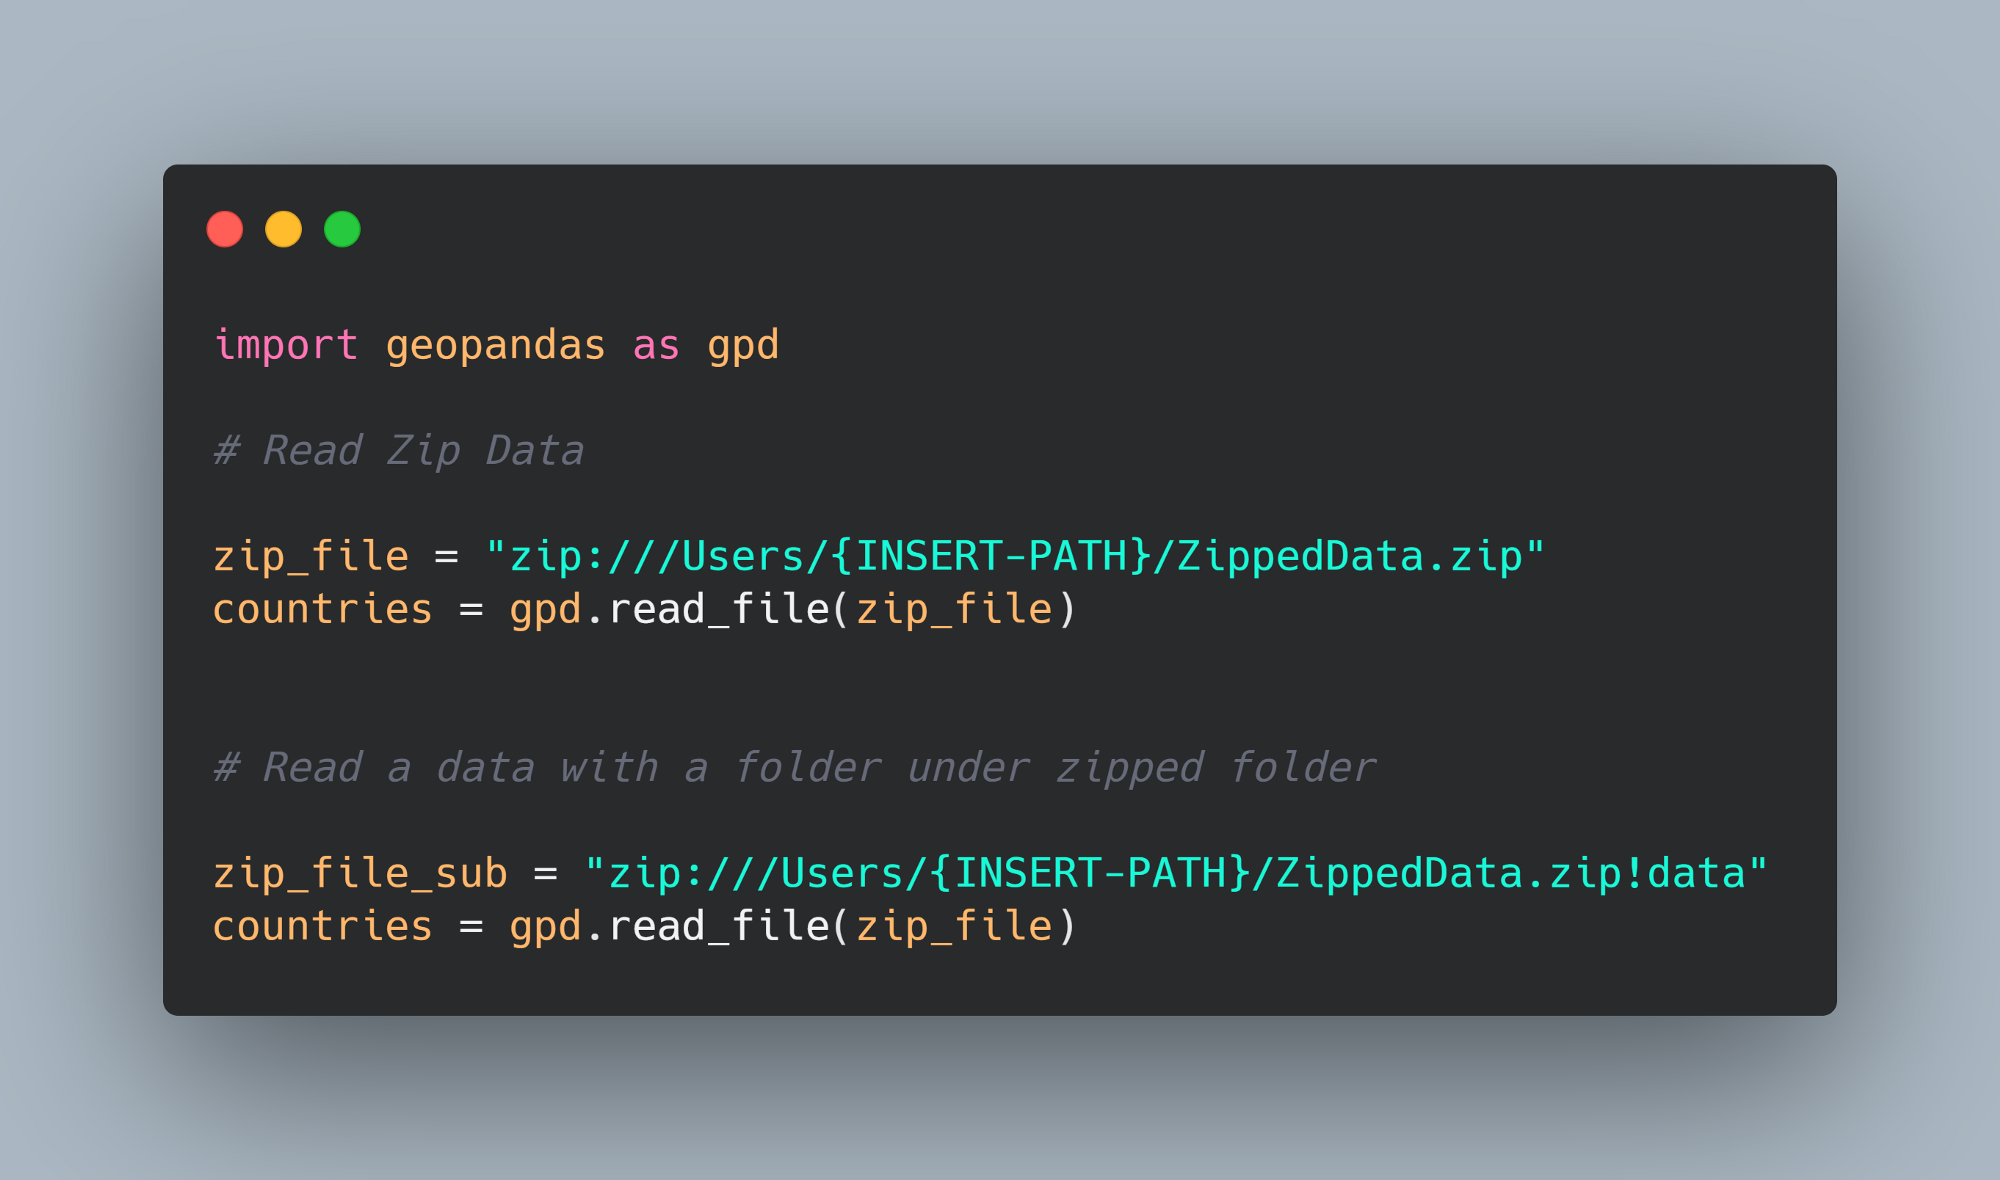 import geopandas as gpd
# Read Zip Data
zip_file = "zip:///Users/{INSERT-PATH}/ZippedData.zip"
countries = gpd.read_file(zip_file)
# Read a data with a folder under zipped folder
zip_file_sub = "zip:///Users/{INSERT-PATH}/ZippedData.zip!data"
countries = gpd.read_file(zip_file)